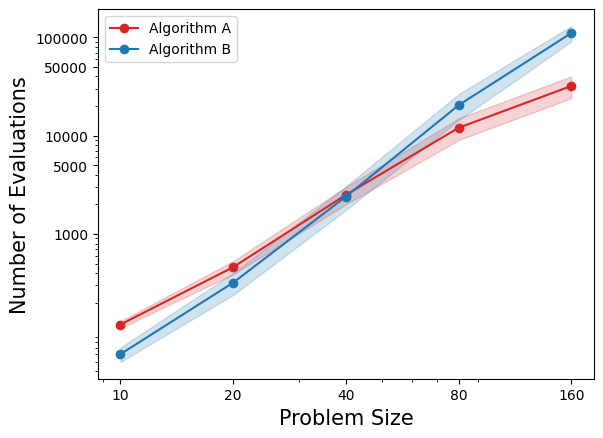 Algorithm A
Algorithm B
100000
50000
10000
5000
1000
Number of Evaluations
10 20 40 80 160
Problem Size